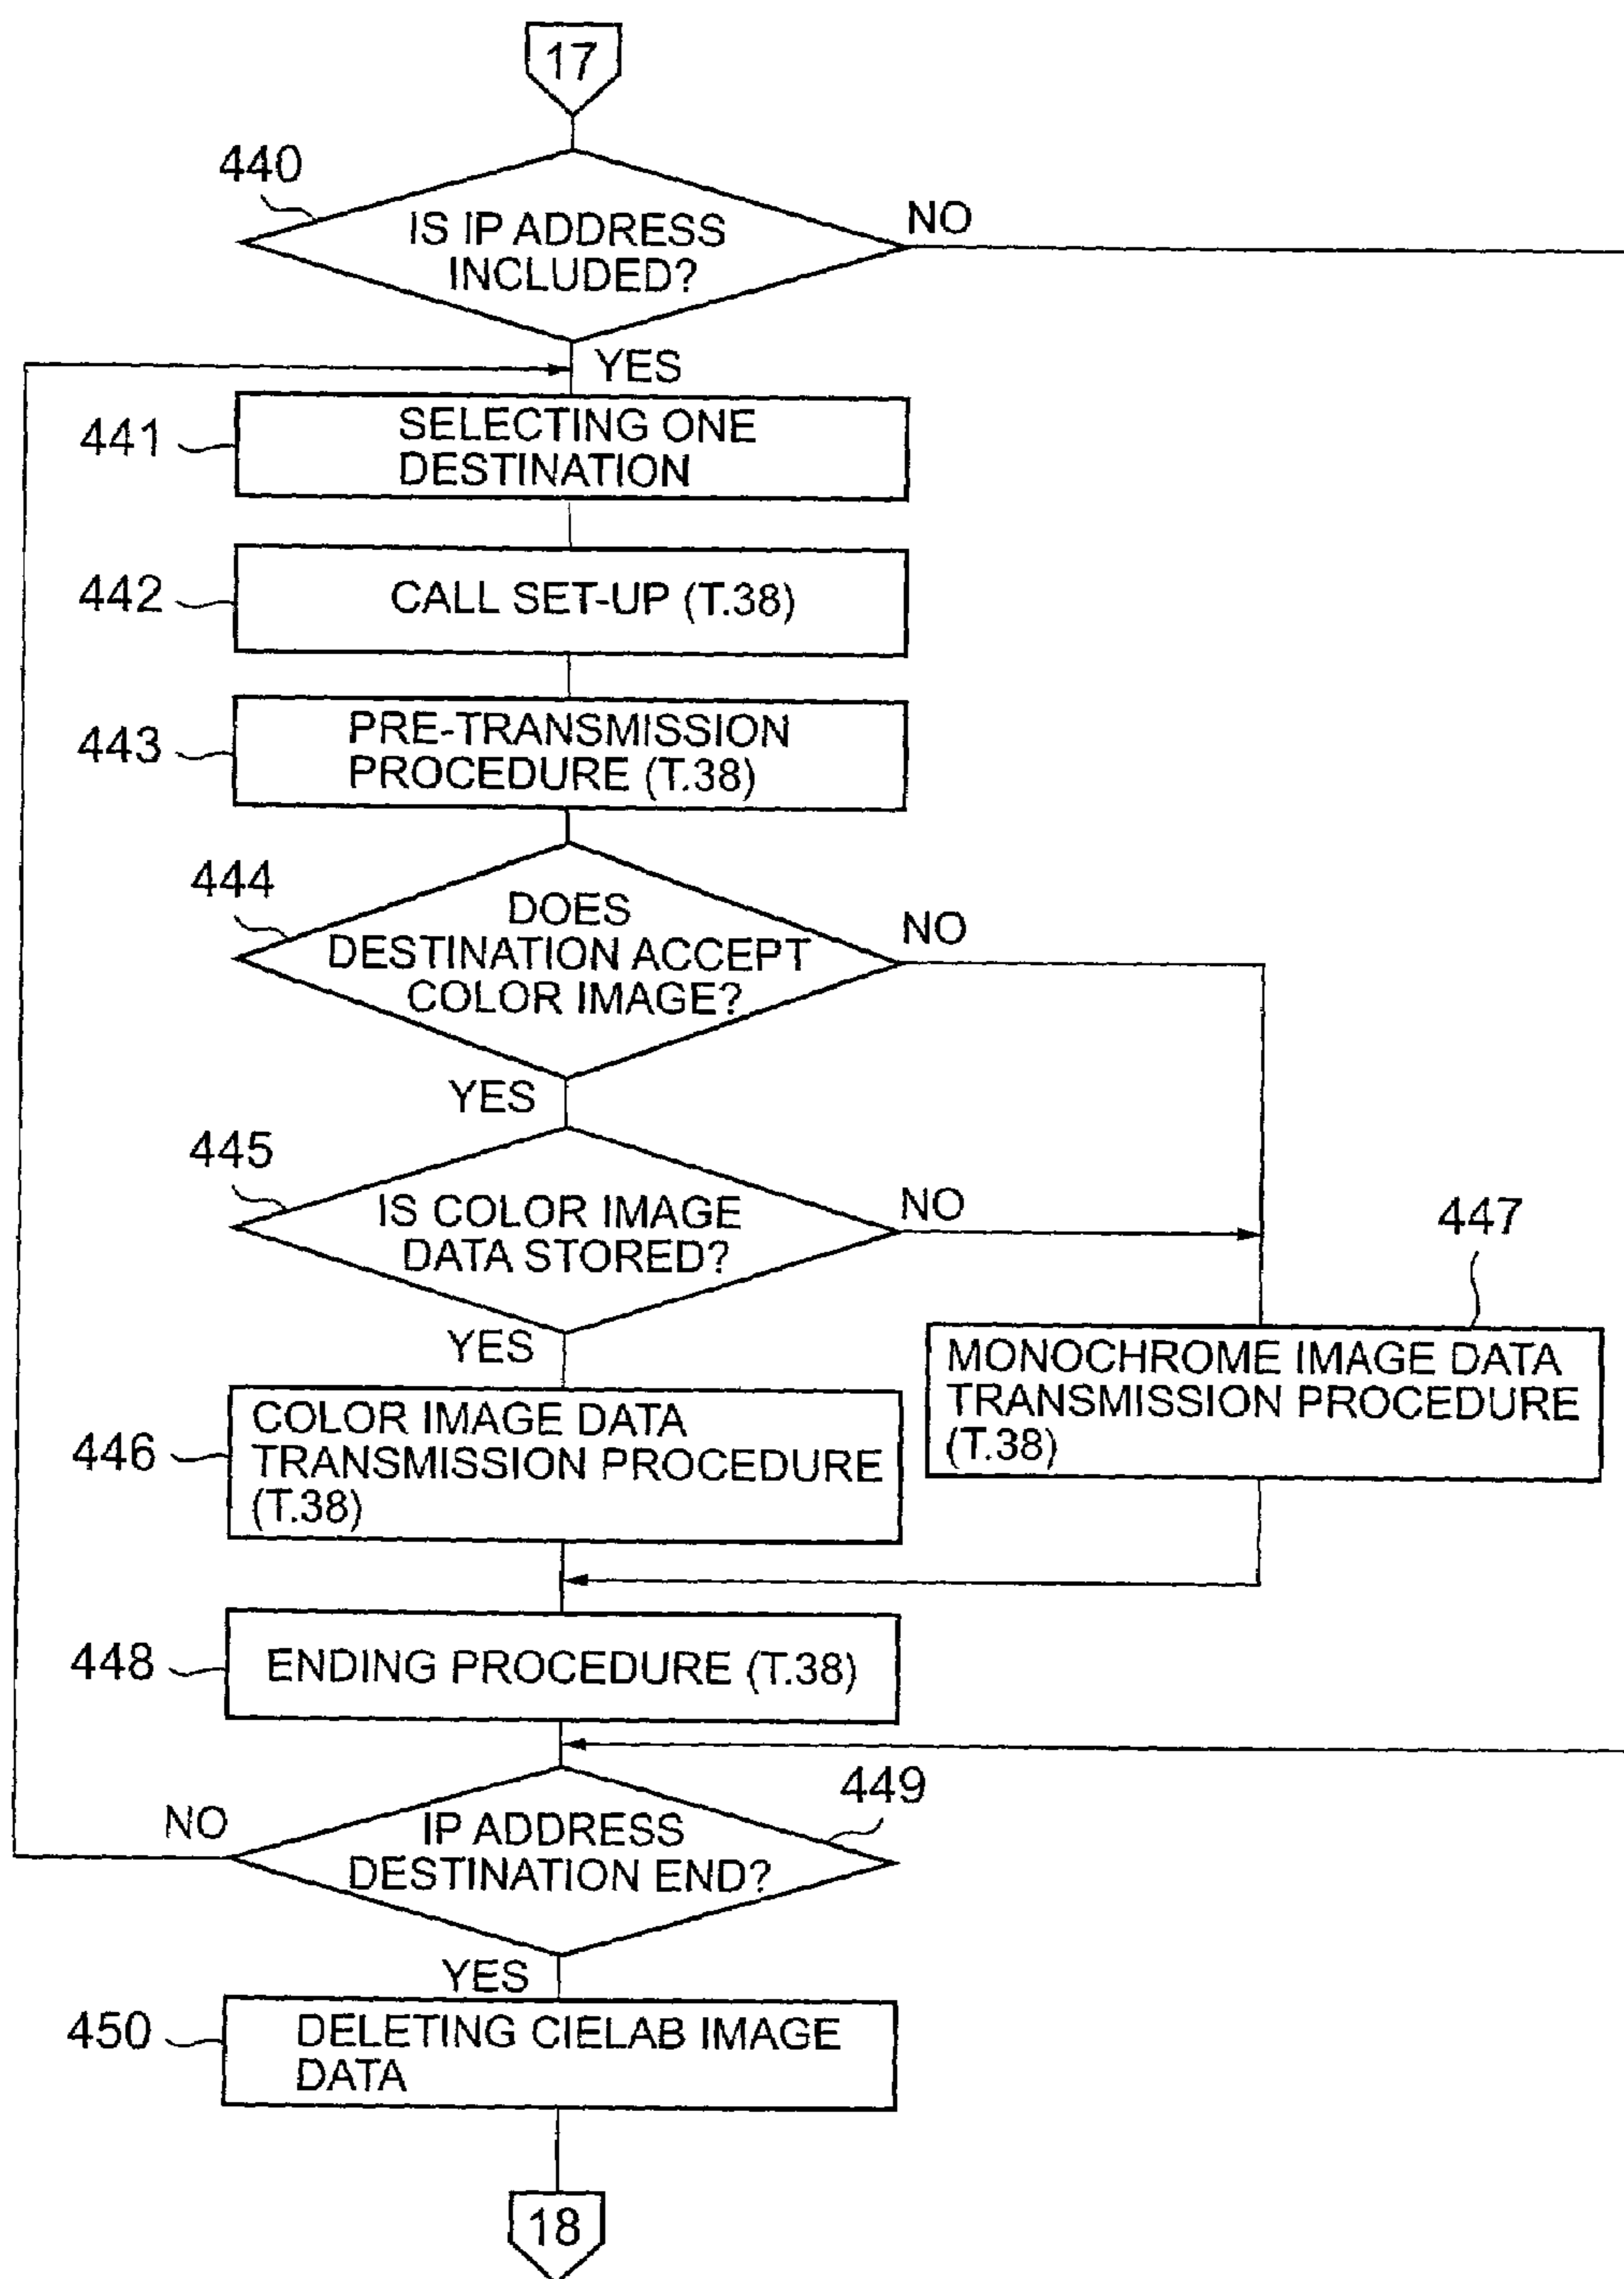 17
440
IS IP ADDRESS
INCLUDED?
NO
YES
441
SELECTING ONE
DESTINATION
442
CALL SET-UP (T.38)
443
PRE-TRANSMISSION
PROCEDURE (T.38)
444
DOES
DESTINATION ACCEPT
COLOR IMAGE?
NO
YES
445
IS COLOR IMAGE
DATA STORED?
NO
YES
447
MONOCHROME IMAGE DATA
TRANSMISSION PROCEDURE
(T.38)
446
COLOR IMAGE DATA
TRANSMISSION PROCEDURE
(T.38)
448
ENDING PROCEDURE (T.38)
449
IP ADDRESS
DESTINATION END?
NO
YES
450
DELETING CIELAB IMAGE
DATA
18